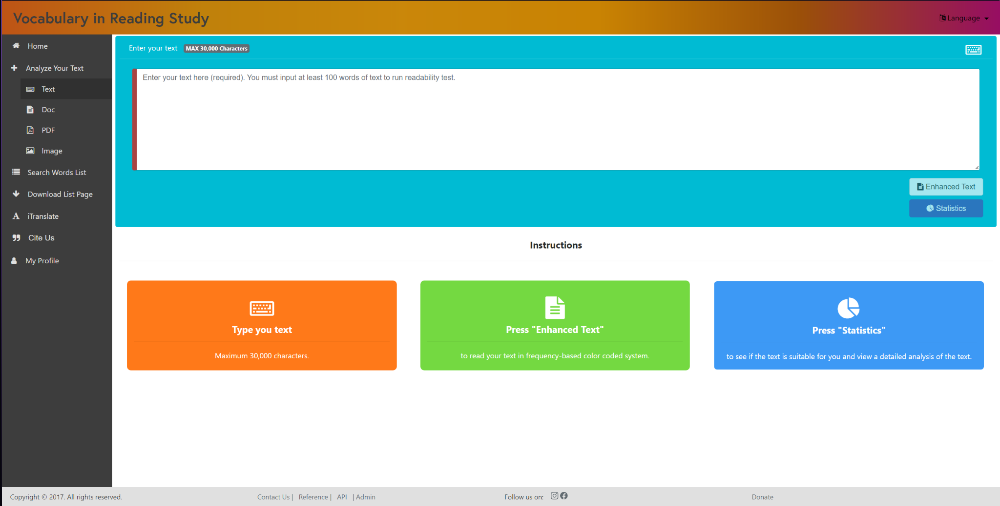 Vocabulary in Reading Study
Language
Home
Analyze Your Text
Text
Doc
PDF
Image
Search Words List
Download List Page
iTranslate
Cite Us
My Profile
Enter your text MAX 30,000 Characters
Enter your text here (required). You must input at least 100 words of text to run readability test.
Enhanced Text
Statistics
Instructions
Type you text
Maximum 30,000 characters.
Press "Enhanced Text"
to read your text in frequency-based color coded system.
Press "Statistics"
to see if the text is suitable for you and view a detailed analysis of the text.
Copyright © 2017. All rights reserved.
Contact Us | Reference | API | Admin
Follow us on:
Donate